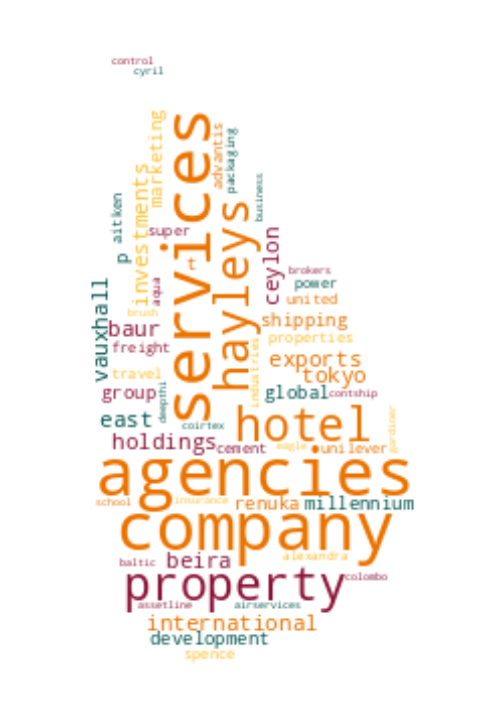 control
cyril
services
marketing
advantis
packaging
business
investments
aitken
p
super
hayleys
ceylon
rt
aqua
brokers
power
united
vauxhall
brush
baur
shipping
properties
freight
industries
exports
tokyo
travel
deepthi
group
global
contship
east
coirtex
hotel
gardiner
holdings
cement
eagle
unilever
agencies
school
insurance
renuka
millennium
company
baltic
beira
alexandra
property
colombo
assetline
airservices
international
development
spence